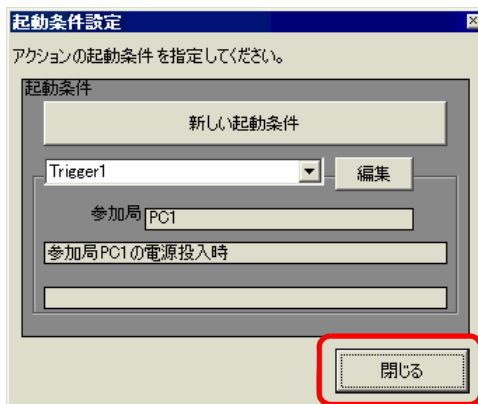 起動条件設定
アクションの起動条件を指定してください。
起動条件
新しい起動条件
Trigger1
編集
参加局 PC1
参加局PC1の電源投入時
閉じる